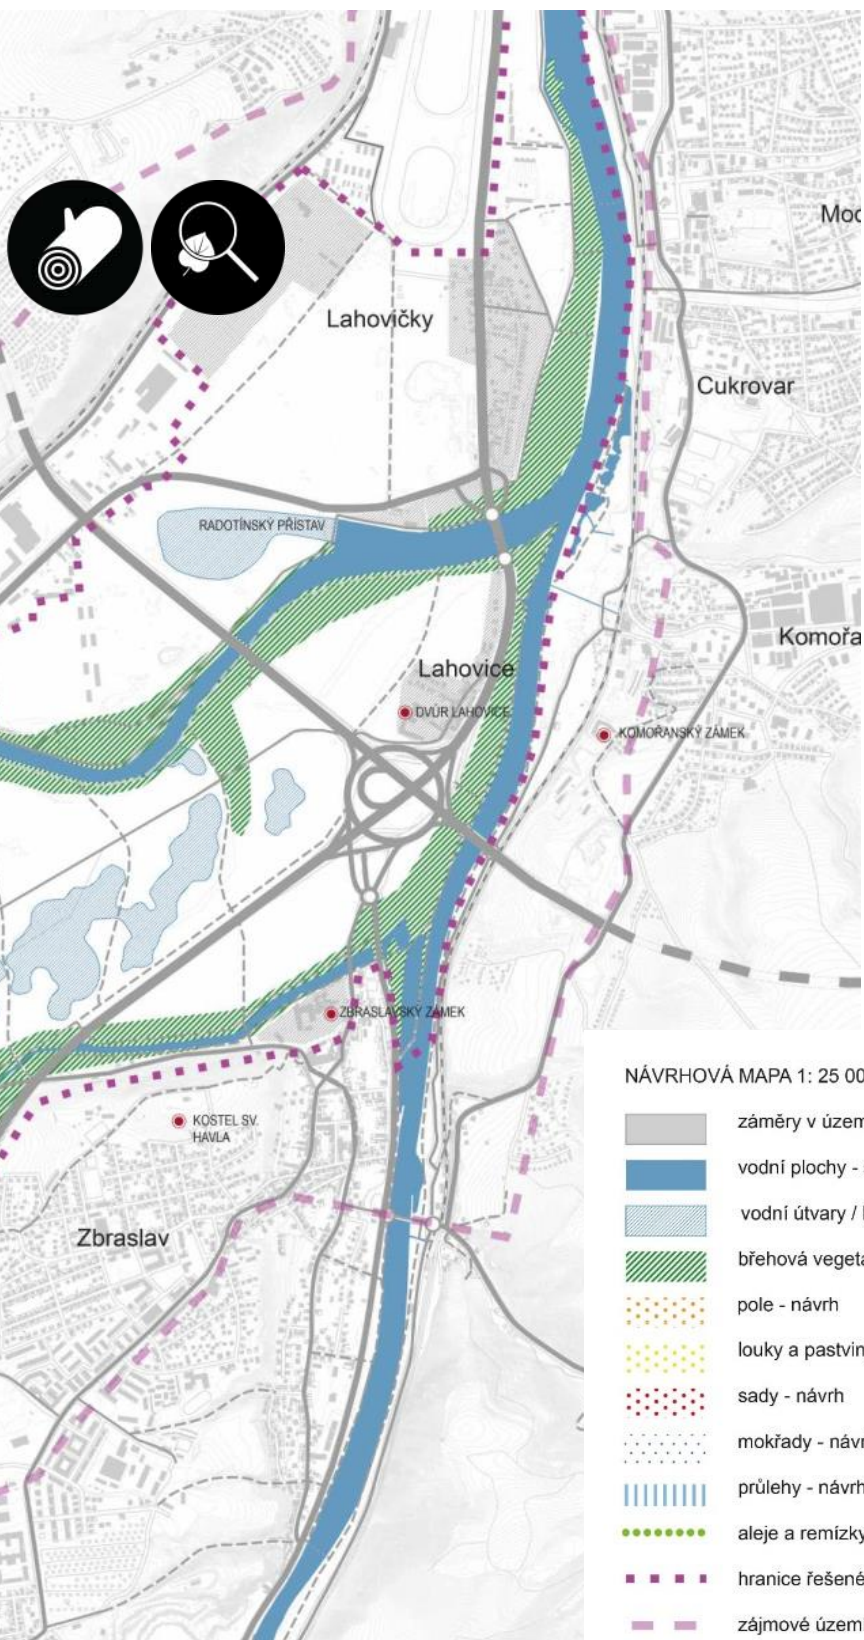 Moc
Lahovičky
Cukrovar
RADOTÍNSKÝ PŘÍSTAV
Komořa
Lahovice
DVŮR LAHOVICE
KOMOŘANSKÝ ZÁMEK
ZBRASLAVSKÝ ZÁMEK
KOSTEL SV.
HAVLA
Zbraslav
NÁVRHOVÁ MAPA 1: 25 00
záměry v územ
vodní plochy -
vodní útvary /
břehová vegeta
pole - návrh
louky a pastvin
sady - návrh
mokřady - návr
průlehy - návrh
aleje a remízky
hranice řešené
zájmové územ